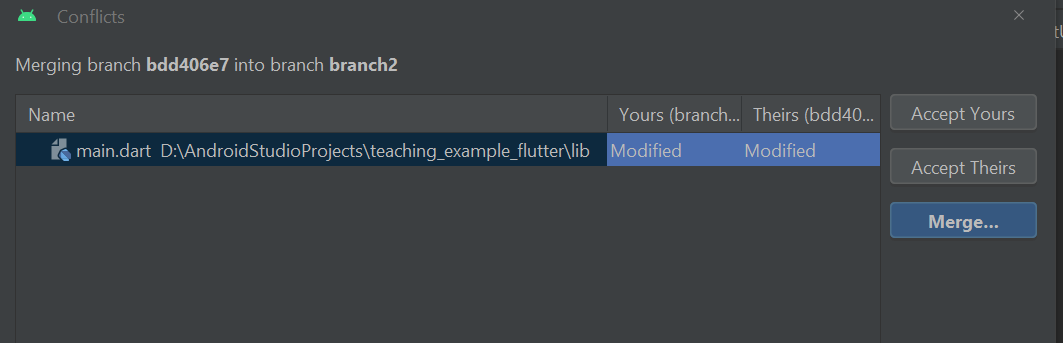 Conflicts
Merging branch bdd406e7 into branch branch2
Name Yours (branch... Theirs (bdd40...
main.dart D:\AndroidStudioProjects\teaching_example_flutter\lib Modified Modified
Accept Yours
Accept Theirs
Merge...